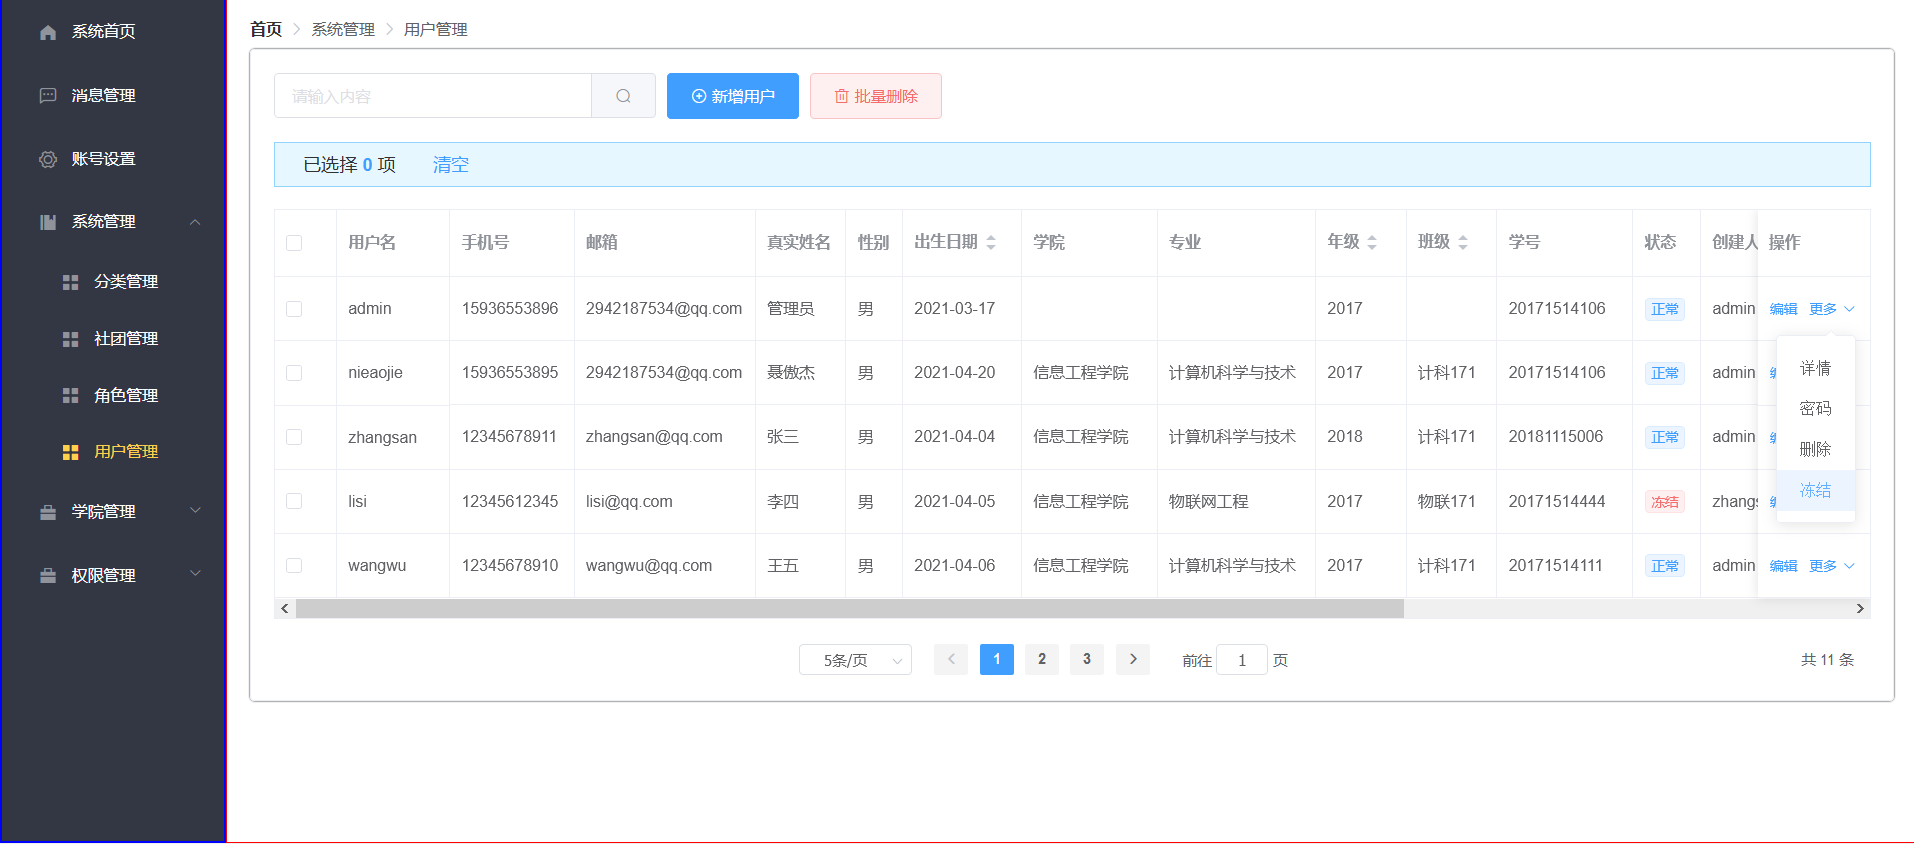 系统首页
消息管理
账号设置
系统管理
分类管理
社团管理
角色管理
用户管理
学院管理
权限管理
首页 系统管理 用户管理
请输入内容 新增用户 批量删除
已选择 0 项 清空
用户名 手机号 邮箱 真实姓名 性别 出生日期 学院 专业 年级 班级 学号 状态 创建人 操作
admin 15936553896 2942187534@qq.com 管理员 男 2021-03-17 2017 20171514106 正常 admin 编辑 更多
nieaojie 15936553895 2942187534@qq.com 聂傲杰 男 2021-04-20 信息工程学院 计算机科学与技术 2017 计科171 20171514106 正常 admin
zhangsan 12345678911 zhangsan@qq.com 张三 男 2021-04-04 信息工程学院 计算机科学与技术 2018 计科171 20181115006 正常 admin
lisi 12345612345 lisi@qq.com 李四 男 2021-04-05 信息工程学院 物联网工程 2017 物联171 20171514444 冻结 zhangs
wangwu 12345678910 wangwu@qq.com 王五 男 2021-04-06 信息工程学院 计算机科学与技术 2017 计科171 20171514111 正常 admin 编辑 更多
详情
密码
删除
冻结
5条/页 1 2 3 前往 1 页 共 11 条